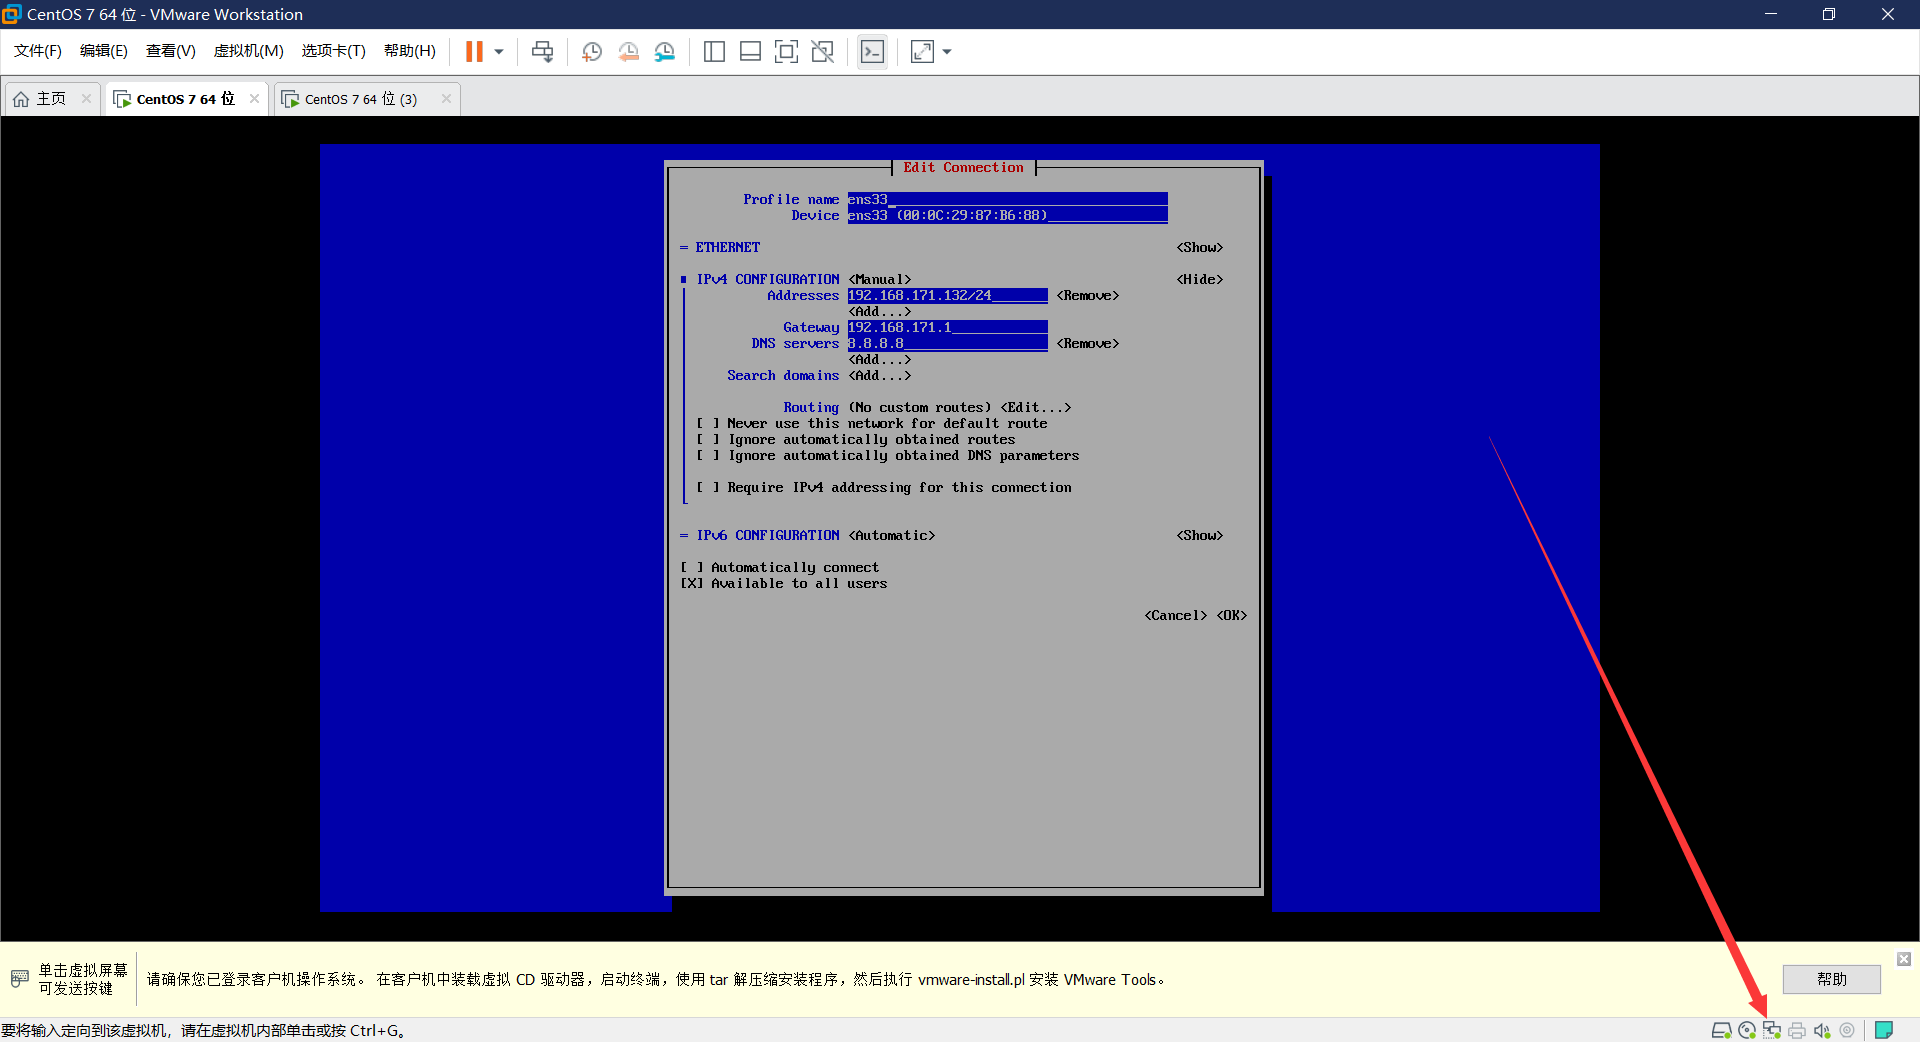 CentOS 7 64 位 - VMware Workstation
文件(F) 编辑(E) 查看(V) 虚拟机(M) 选项卡(T) 帮助(H)
主页 CentOS 7 64 位 CentOS 7 64 位 (3)
Edit Connection
Profile name ens33
Device ens33 (00:0C:29:87:B6:88)
= ETHERNET <Show>
IPv4 CONFIGURATION <Manual> <Hide>
Addresses 192.168.171.132/24 <Remove>
<Add...>
Gateway 192.168.171.1
DNS servers 8.8.8.8 <Remove>
<Add...>
Search domains <Add...>
Routing (No custom routes) <Edit...>
[ ] Never use this network for default route
[ ] Ignore automatically obtained routes
[ ] Ignore automatically obtained DNS parameters
[ ] Require IPv4 addressing for this connection
= IPv6 CONFIGURATION <Automatic> <Show>
[ ] Automatically connect
[X] Available to all users
<Cancel> <OK>
单击虚拟屏幕
可发送按键
请确保您已登录客户机操作系统。 在客户机中装载虚拟 CD 驱动器，启动终端，使用 tar 解压缩安装程序，然后执行 vmware-install.pl 安装 VMware Tools。
帮助
要将输入定向到该虚拟机，请在虚拟机内部单击或按 Ctrl+G。